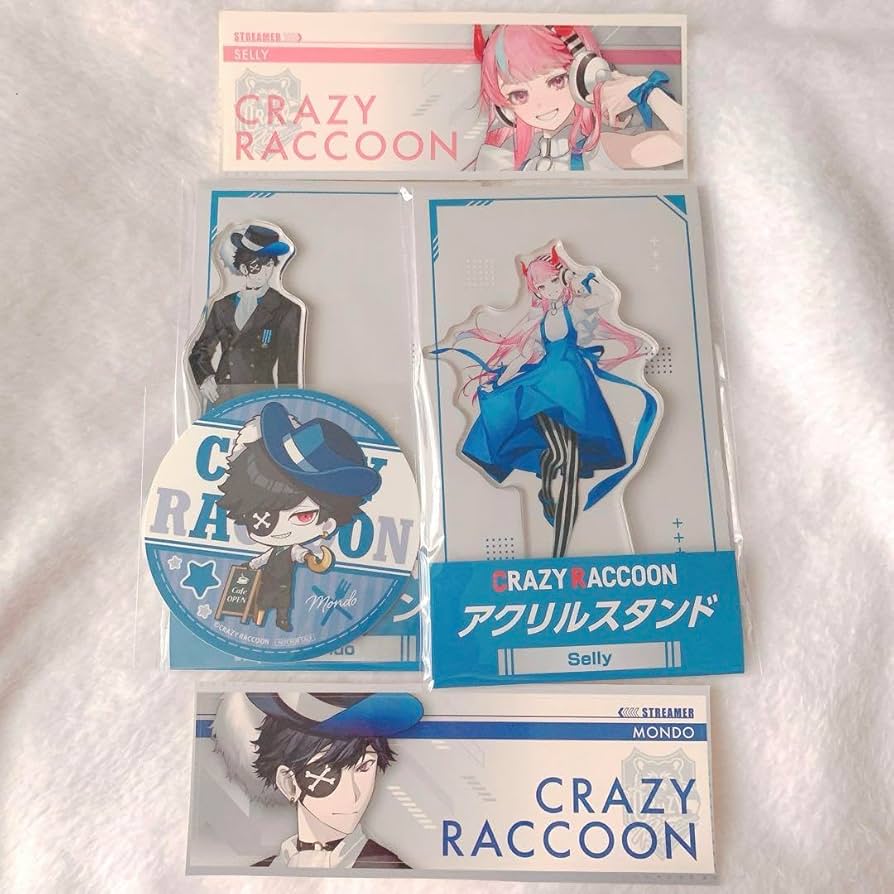 STREAMER
SELLY
CRAZY
RACCOON
CRAZY
RACCOON
Cafe
OPEN
Mondo
©CRAZY RACCOON
ン
CRAZY RACCOON
アクリルスタンド
Selly
STREAMER
MONDO
CRAZY
RACCOON